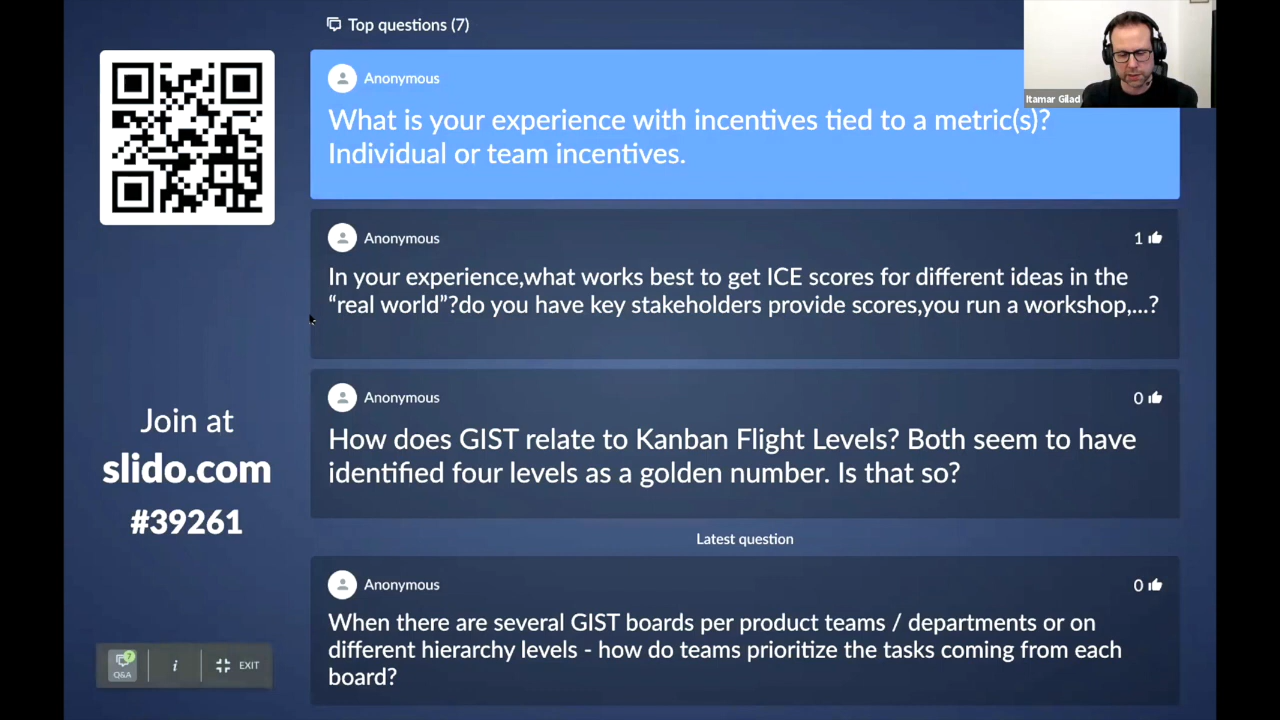 Top questions (7)
Anonymous
What is your experience with incentives tied to a metric(s)?
Individual or team incentives.
Itamar Gilad
Anonymous
1
In your experience,what works best to get ICE scores for different ideas in the
“real world”?do you have key stakeholders provide scores,you run a workshop,...?
Anonymous
0
How does GIST relate to Kanban Flight Levels? Both seem to have
identified four levels as a golden number. Is that so?
Latest question
Anonymous
0
When there are several GIST boards per product teams / departments or on
different hierarchy levels - how do teams prioritize the tasks coming from each
board?
Join at
slido.com
#39261
7
Q&A
i
EXIT